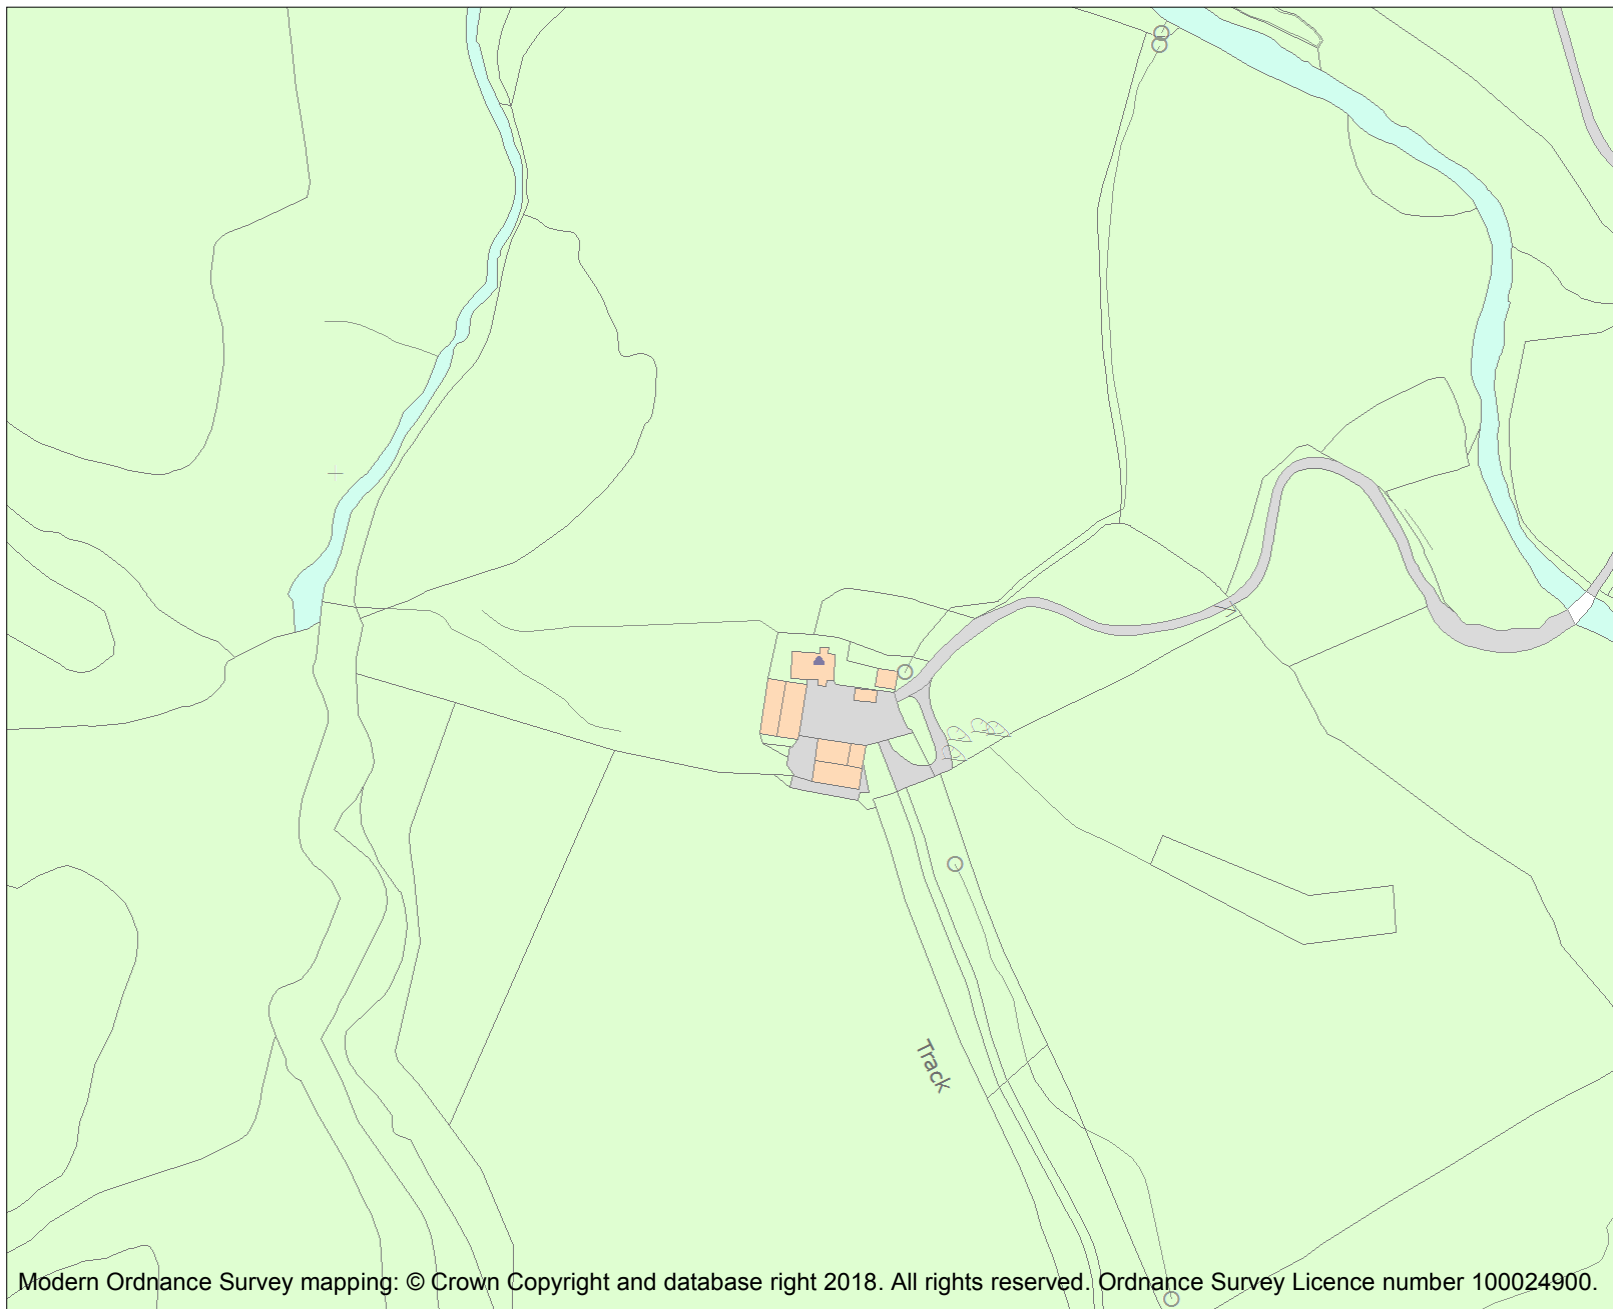 Track
Modern Ordnance Survey mapping: © Crown Copyright and database right 2018. All rights reserved. Ordnance Survey Licence number 100024900.